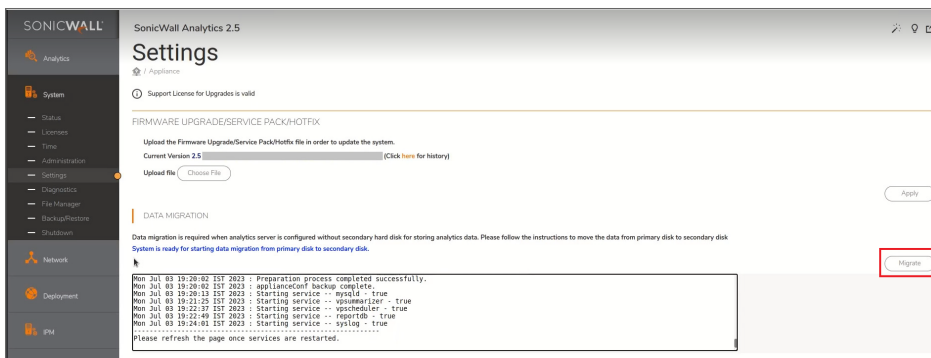 SONICWALL
SonicWall Analytics 2.5
Settings
/ Appliance
Analytics
System
Status
Licenses
Time
Administration
Settings
Diagnostics
File Manager
Backup/Restore
Shutdown
Network
Deployment
IPM
Support License for Upgrades is valid
FIRMWARE UPGRADE/SERVICE PACK/HOTFIX
Upload the Firmware Upgrade/Service Pack/Hotfix file in order to update the system.
Current Version 2.5 (Click here for history)
Upload file Choose File
Apply
DATA MIGRATION
Data migration is required when analytics server is configured without secondary hard disk for storing analytics data. Please follow the instructions to move the data from primary disk to secondary disk
System is ready for starting data migration from primary disk to secondary disk.
Migrate
Mon Jul 03 19:20:02 IST 2023 : Preparation process completed successfully.
Mon Jul 03 19:20:02 IST 2023 : applianceConf backup complete.
Mon Jul 03 19:20:13 IST 2023 : Starting service -- mysqld - true
Mon Jul 03 19:21:25 IST 2023 : Starting service -- vpsummarizer - true
Mon Jul 03 19:22:37 IST 2023 : Starting service -- vpscheduler - true
Mon Jul 03 19:22:49 IST 2023 : Starting service -- reportdb - true
Mon Jul 03 19:24:01 IST 2023 : Starting service -- syslog - true
------------------------------------------------------------
Please refresh the page once services are restarted.